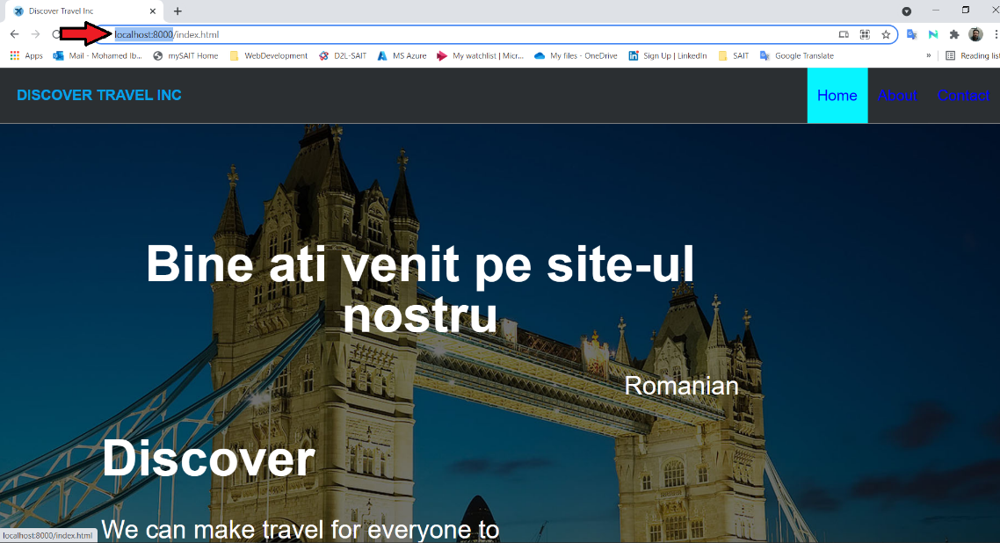 Discover Travel Inc
localhost:8000/index.html
Apps Mail - Mohamed Ib... mySAIT Home WebDevelopment D2L-SAIT MS Azure My watchlist | Micr... My files - OneDrive Sign Up | LinkedIn SAIT Google Translate » Reading list
DISCOVER TRAVEL INC Home About Contact
Bine ati venit pe site-ul
nostru
Romanian
Discover
We can make travel for everyone to
localhost:8000/index.html